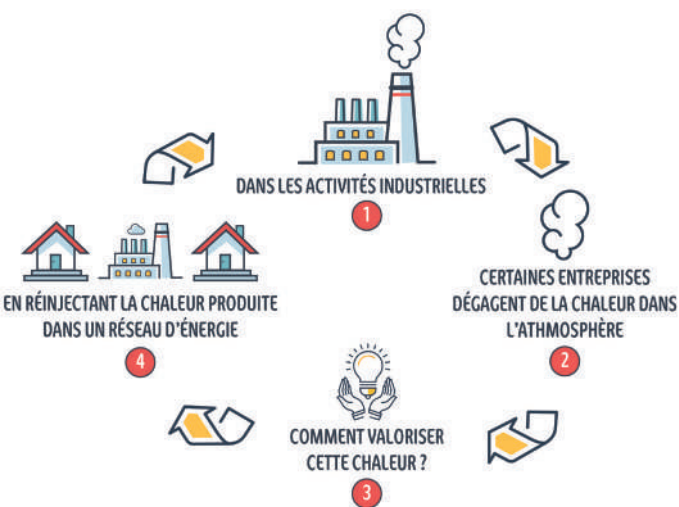 DANS LES ACTIVITÉS INDUSTRIELLES
1
CERTAINES ENTREPRISES
DÉGAGENT DE LA CHALEUR DANS
L'ATHMOSPHÈRE
2
COMMENT VALORISER
CETTE CHALEUR ?
3
EN RÉINJECTANT LA CHALEUR PRODUITE
DANS UN RÉSEAU D'ÉNERGIE
4